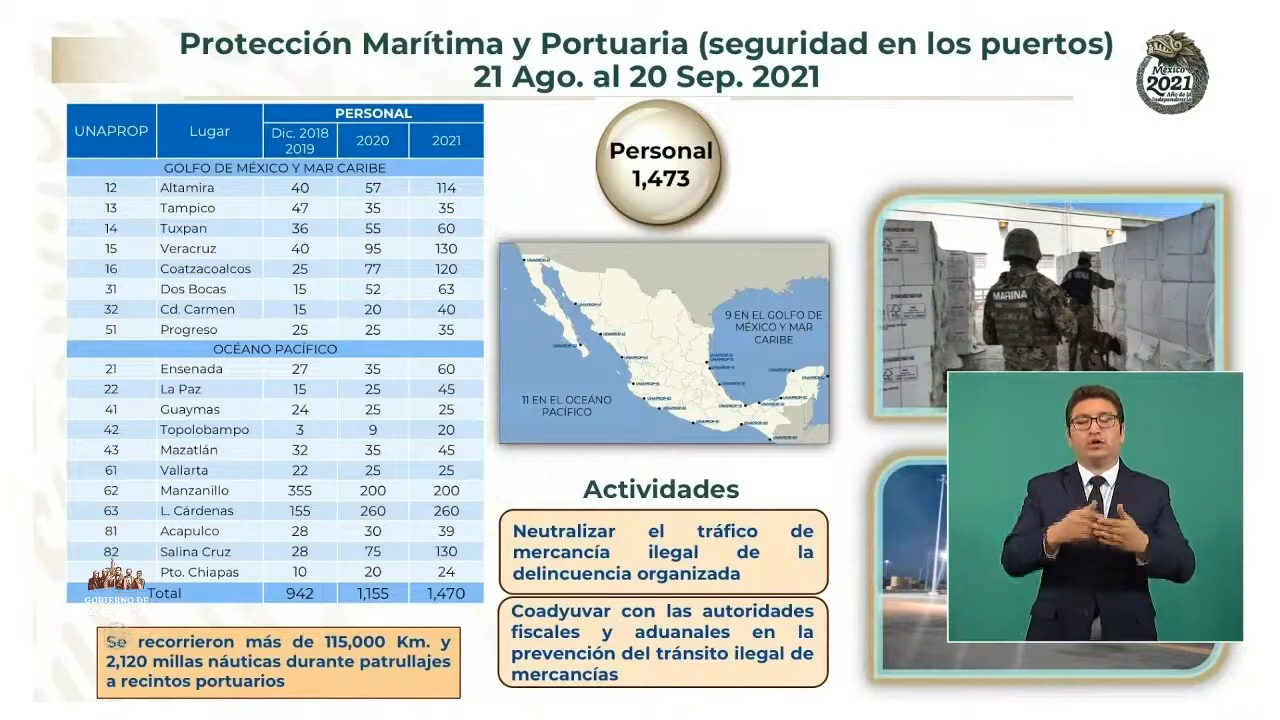 Protección Marítima y Portuaria (seguridad en los puertos)
21 Ago. al 20 Sep. 2021
México
2021
Año de la
Independencia
UNAPROP Lugar PERSONAL
Dic. 2018 2019 2020 2021
GOLFO DE MÉXICO Y MAR CARIBE
12 Altamira 40 57 114
13 Tampico 47 35 35
14 Tuxpan 36 55 60
15 Veracruz 40 95 130
16 Coatzacoalcos 25 77 120
31 Dos Bocas 15 52 63
32 Cd. Carmen 15 20 40
51 Progreso 25 25 35
OCÉANO PACÍFICO
21 Ensenada 27 35 60
22 La Paz 15 25 45
41 Guaymas 24 25 25
42 Topolobampo 3 9 20
43 Mazatlán 32 35 45
61 Vallarta 22 25 25
62 Manzanillo 355 200 200
63 L. Cárdenas 155 260 260
81 Acapulco 28 30 39
82 Salina Cruz 28 75 130
Pto. Chiapas 10 20 24
Total 942 1,155 1,470
GOBIERNO DE
Se recorrieron más de 115,000 Km. y
2,120 millas náuticas durante patrullajes
a recintos portuarios
Personal
1,473
9 EN EL GOLFO DE
MÉXICO Y MAR
CARIBE
11 EN EL OCEÁNO
PACÍFICO
Actividades
Neutralizar el tráfico de
mercancía ilegal de la
delincuencia organizada
Coadyuvar con las autoridades
fiscales y aduanales en la
prevención del tránsito ilegal de
mercancías
MARINA